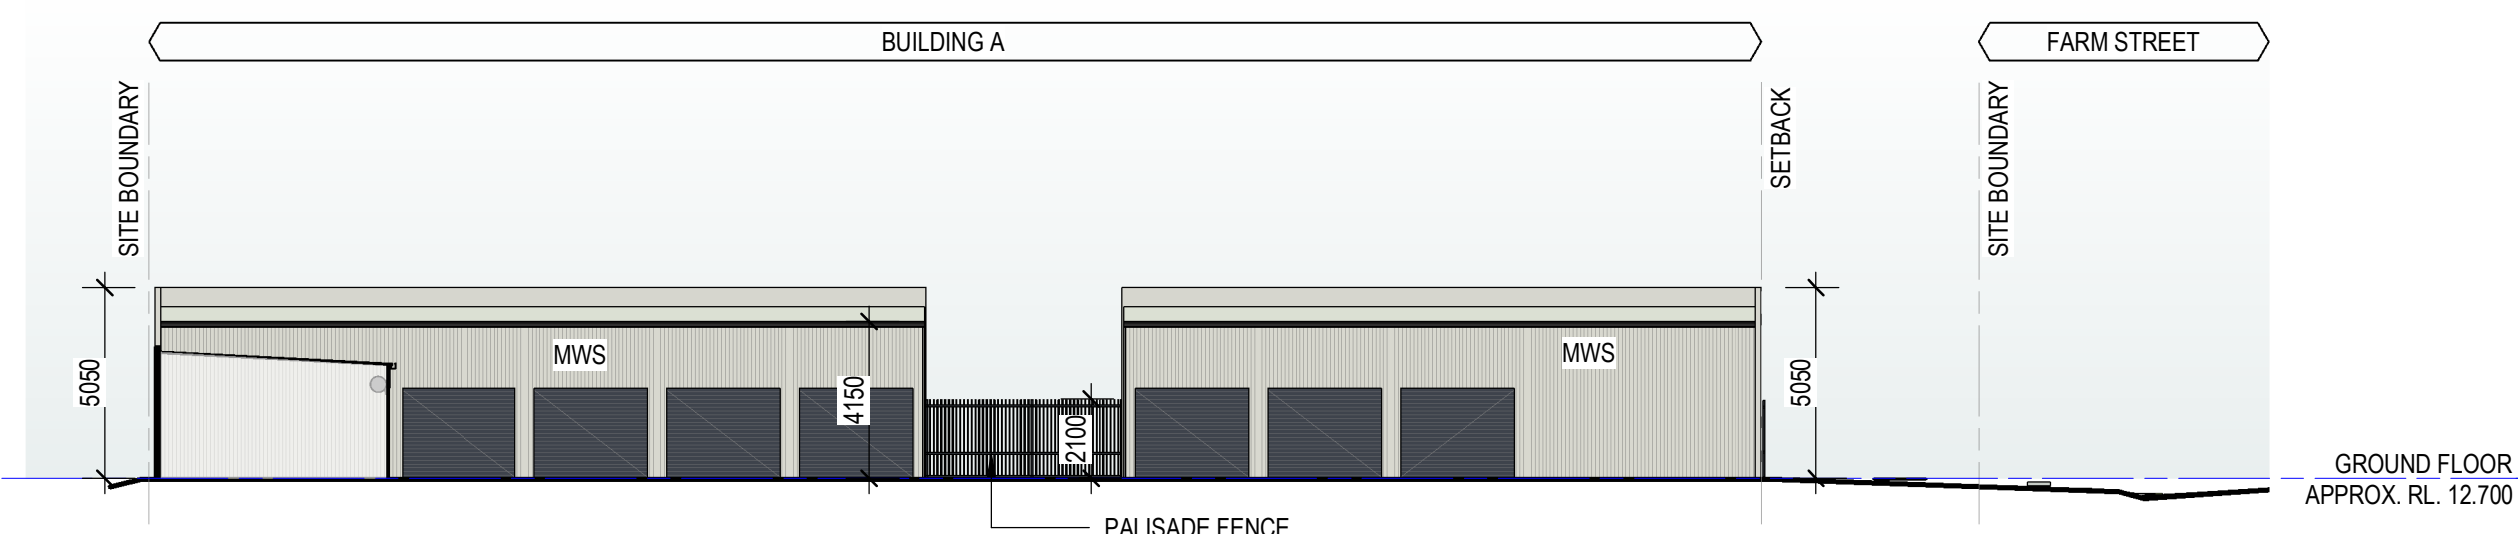 BUILDING A
FARM STREET
SITE BOUNDARY
SETBACK
SITE BOUNDARY
MWS
MWS
5050
4150
2100
5050
GROUND FLOOR
APPROX. RL. 12.700
PALISADE FENCE